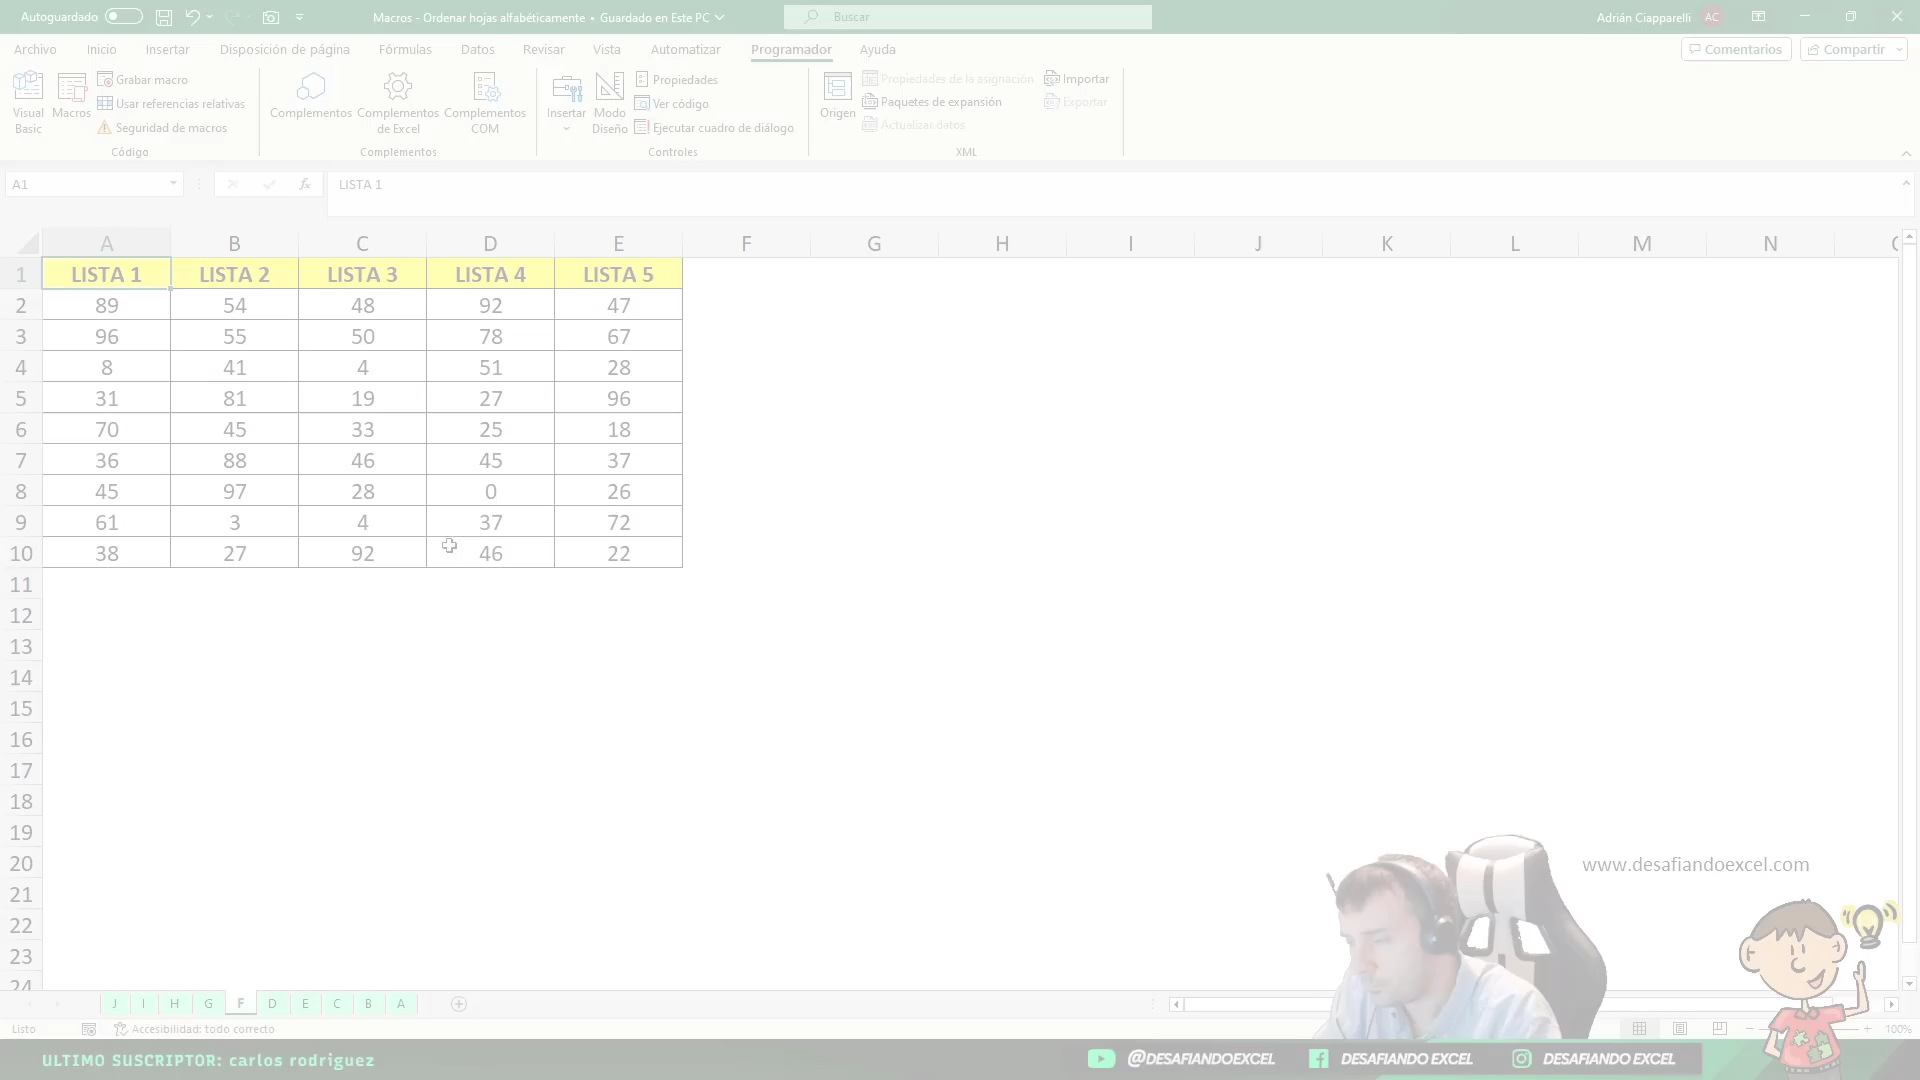 Autoguardado
Macros - Ordenar hojas alfabéticamente • Guardado en Este PC
Buscar
Adrián Ciapparelli AC
Archivo Inicio Insertar Disposición de página Fórmulas Datos Revisar Vista Automatizar Programador Ayuda
Comentarios Compartir
Visual Basic
Macros
Grabar macro
Usar referencias relativas
Seguridad de macros
Código
Complementos
Complementos de Excel
Complementos COM
Complementos
Insertar
Modo Diseño
Propiedades
Ver código
Ejecutar cuadro de diálogo
Controles
Origen
Propiedades de la asignación
Paquetes de expansión
Actualizar datos
Importar
Exportar
XML
A1
fx
LISTA 1
A B C D E F G H I J K L M N
1 LISTA 1 LISTA 2 LISTA 3 LISTA 4 LISTA 5
2 89 54 48 92 47
3 96 55 50 78 67
4 8 41 4 51 28
5 31 81 19 27 96
6 70 45 33 25 18
7 36 88 46 45 37
8 45 97 28 0 26
9 61 3 4 37 72
10 38 27 92 46 22
11
12
13
14
15
16
17
18
19
20
21
22
23
24
www.desafiandoexcel.com
J I H G F D E C B A
Listo
Accesibilidad: todo correcto
100%
ULTIMO SUSCRIPTOR: carlos rodriguez
@DESAFIANDOEXCEL
DESAFIANDO EXCEL
DESAFIANDO EXCEL